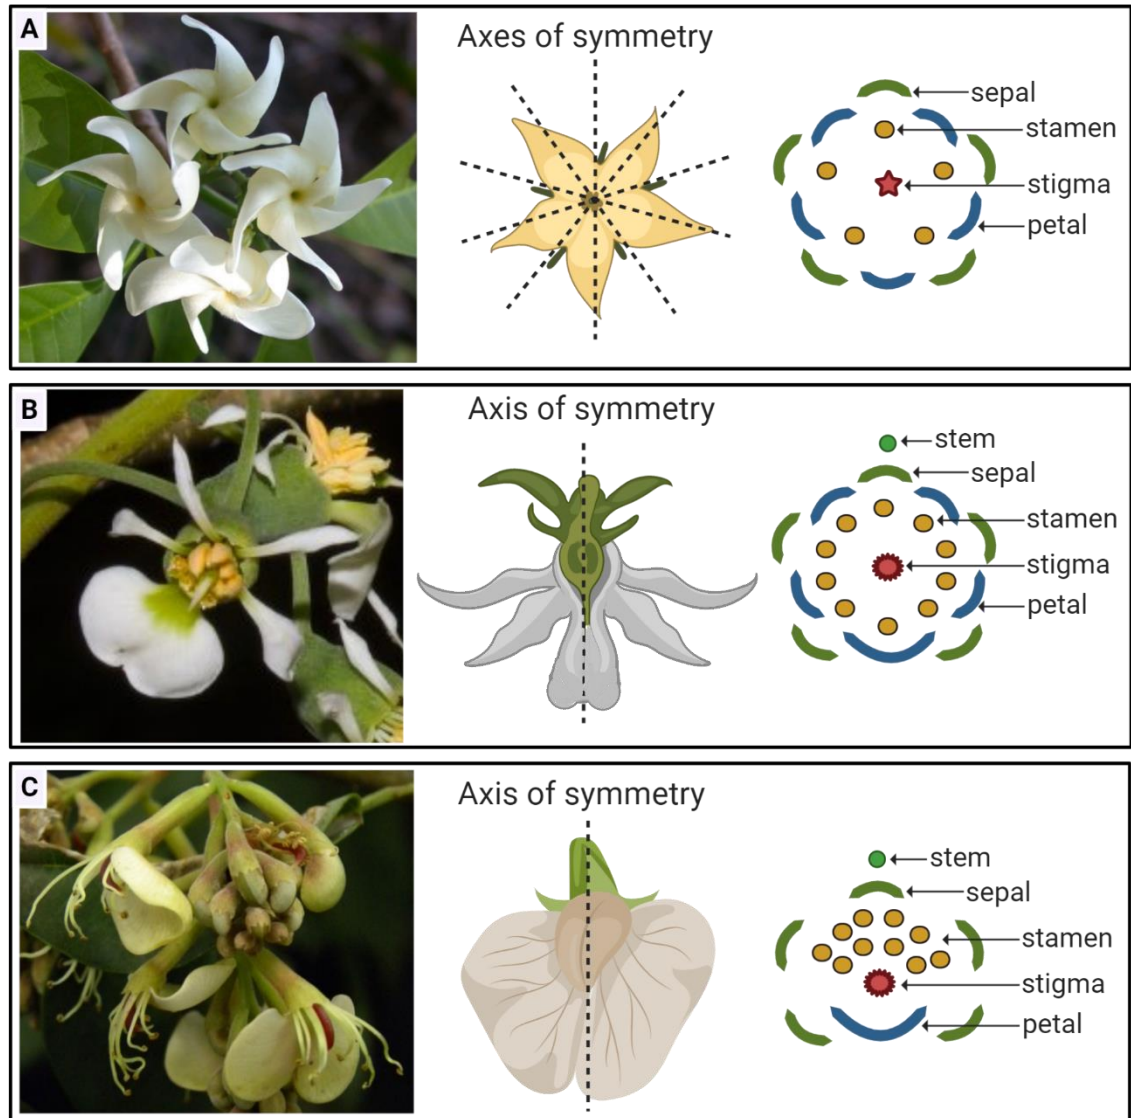 A
Axes of symmetry
sepal
stamen
stigma
petal
B
Axis of symmetry
stem
sepal
stamen
stigma
petal
C
Axis of symmetry
stem
sepal
stamen
stigma
petal